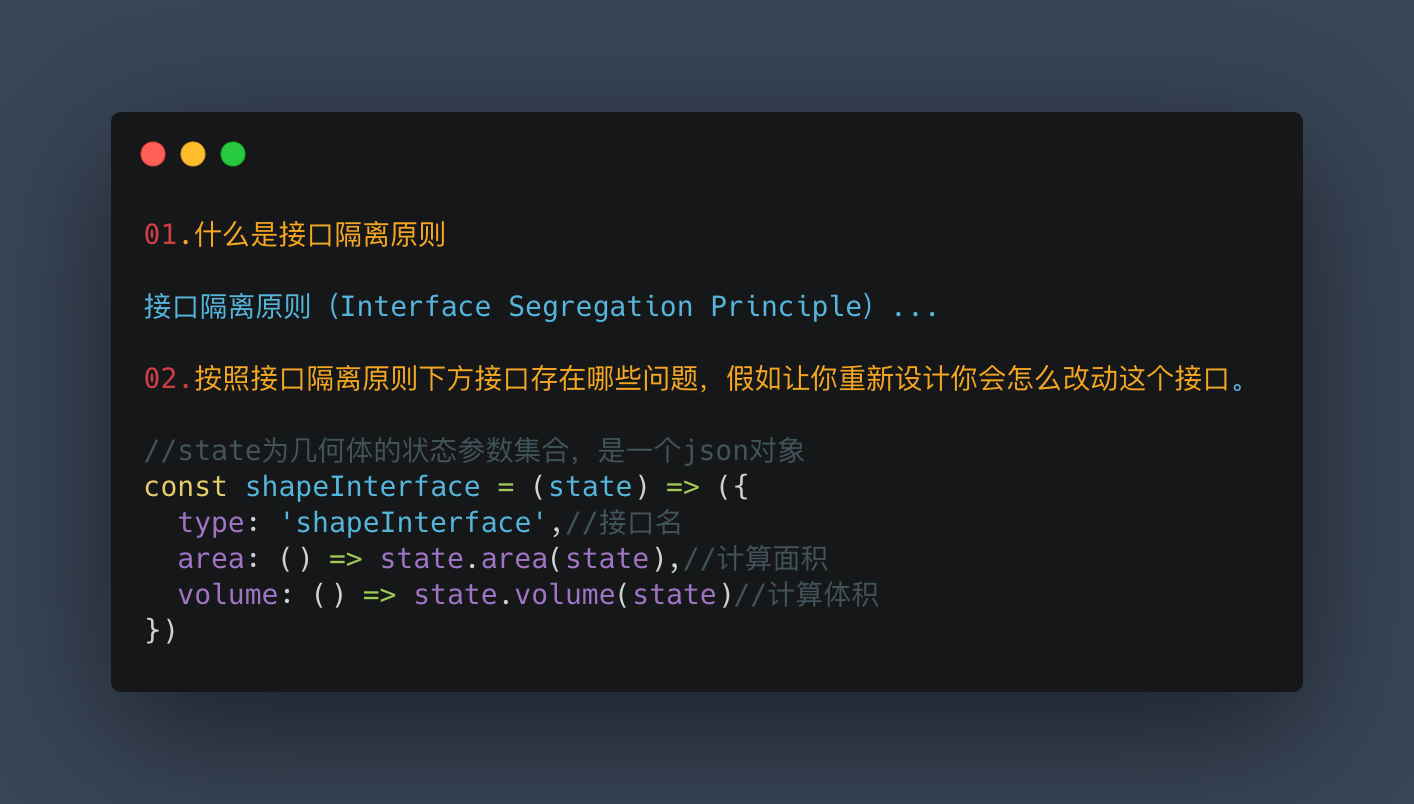 01.什么是接口隔离原则
接口隔离原则（Interface Segregation Principle）...
02.按照接口隔离原则下方接口存在哪些问题，假如让你重新设计你会怎么改动这个接口。
//state为几何体的状态参数集合，是一个json对象
const shapeInterface = (state) => ({
  type: 'shapeInterface',//接口名
  area: () => state.area(state),//计算面积
  volume: () => state.volume(state)//计算体积
})